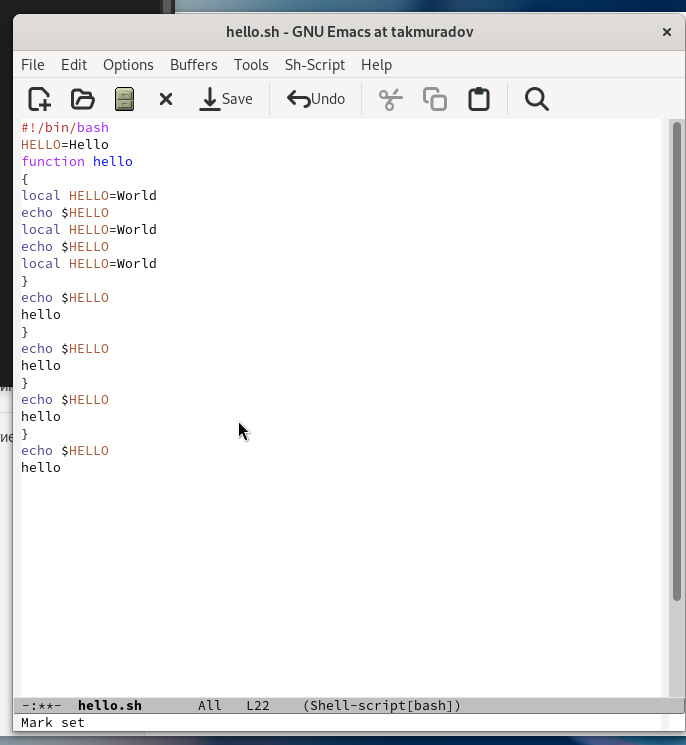 hello.sh - GNU Emacs at takmuradov
File Edit Options Buffers Tools Sh-Script Help
Save Undo
#!/bin/bash
HELLO=Hello
function hello
{
local HELLO=World
echo $HELLO
local HELLO=World
echo $HELLO
local HELLO=World
}
echo $HELLO
hello
}
echo $HELLO
hello
}
echo $HELLO
hello
}
echo $HELLO
hello
-:**- hello.sh All L22 (Shell-script[bash])
Mark set